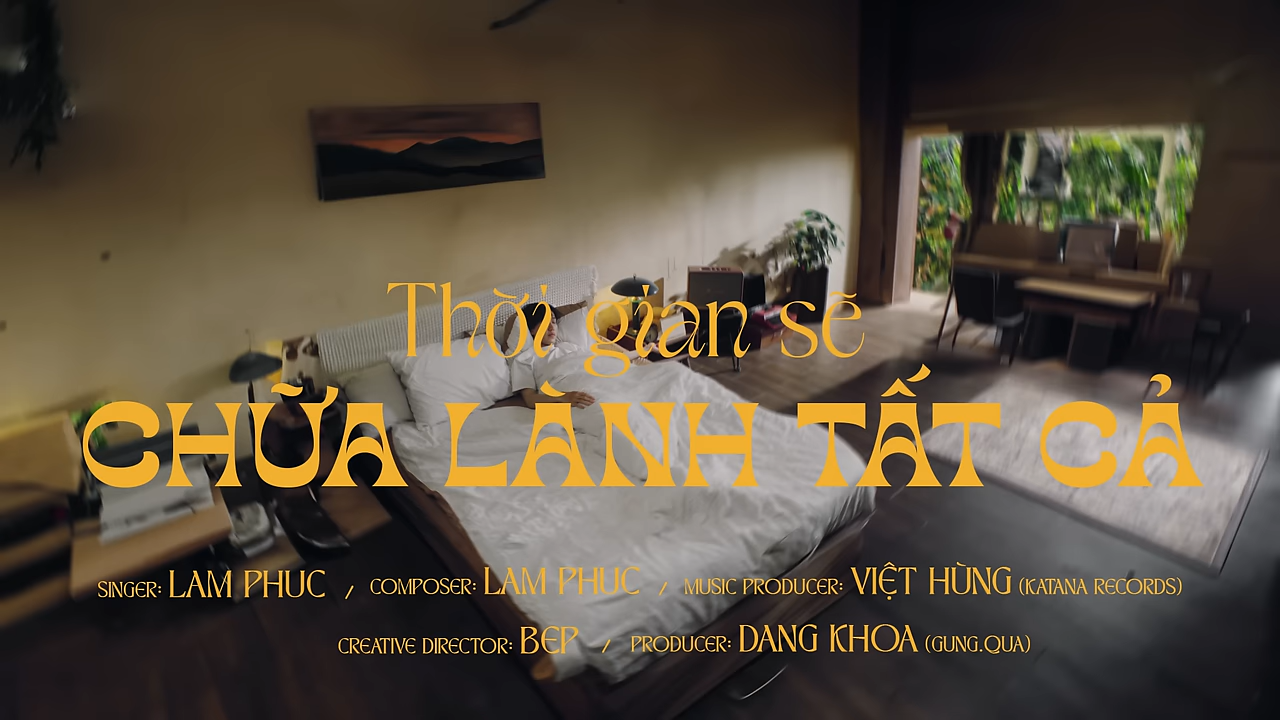 Thời gian sẽ
CHỮA LÀNH TẤT CẢ
SINGER: LAM PHUC / COMPOSER: LAM PHUC / MUSIC PRODUCER: VIỆT HÙNG (KATANA RECORDS)
CREATIVE DIRECTOR: BEP / PRODUCER: DANG KHOA (GUNG.QUA)